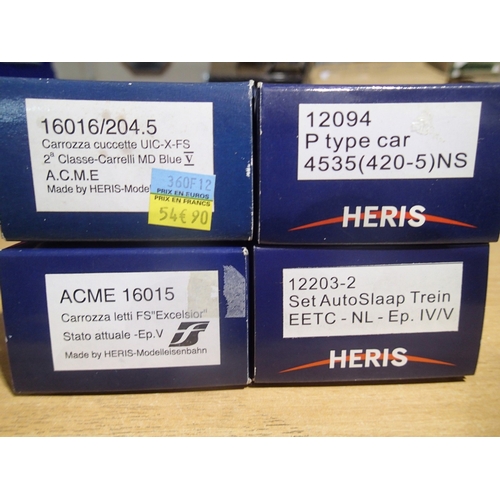 16016/204.5
Carrozza cuccette UIC-X-FS
2ª Classe-Carrelli MD Blue V
A.C.M.E
Made by HERIS-Model
360F12
PRIX EN EUROS
PRIX EN FRANCS
54€90
12094
P type car
4535(420-5)NS
HERIS
ACME 16015
Carrozza letti FS"Excelsior"
Stato attuale -Ep.V
Made by HERIS-Modelleisenbahn
FS
12203-2
Set AutoSlaap Trein
EETC - NL - Ep. IV/V
HERIS